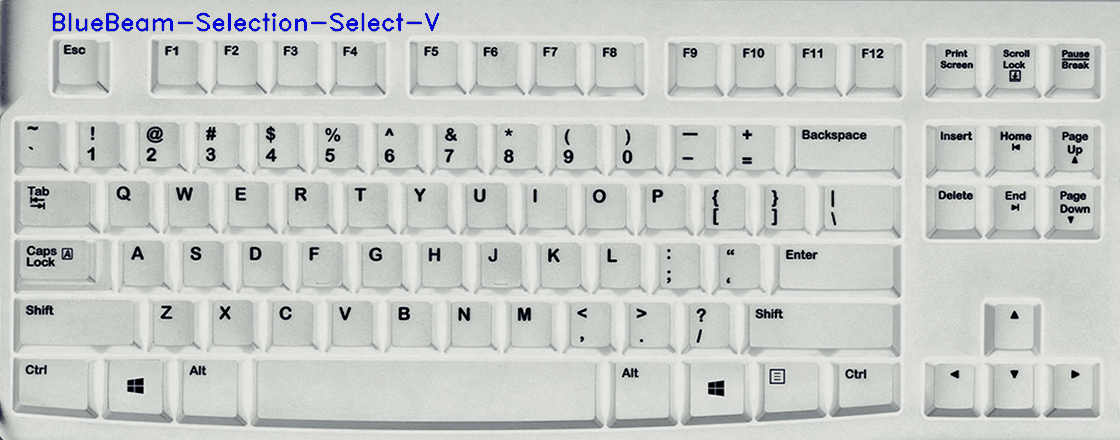 BlueBeam-Selection-Select-V
Esc F1 F2 F3 F4 F5 F6 F7 F8 F9 F10 F11 F12 Print Screen Scroll Lock Pause Break
~ ` ! 1 @ 2 # 3 $ 4 % 5 ^ 6 & 7 * 8 ( 9 ) 0 — - + = Backspace Insert Home Page Up
Tab Q W E R T Y U I O P { [ } ] | \ Delete End Page Down
Caps Lock A S D F G H J K L : ; “ ‘ Enter
Shift Z X C V B N M < , > . ? / Shift
Ctrl Alt Alt Ctrl